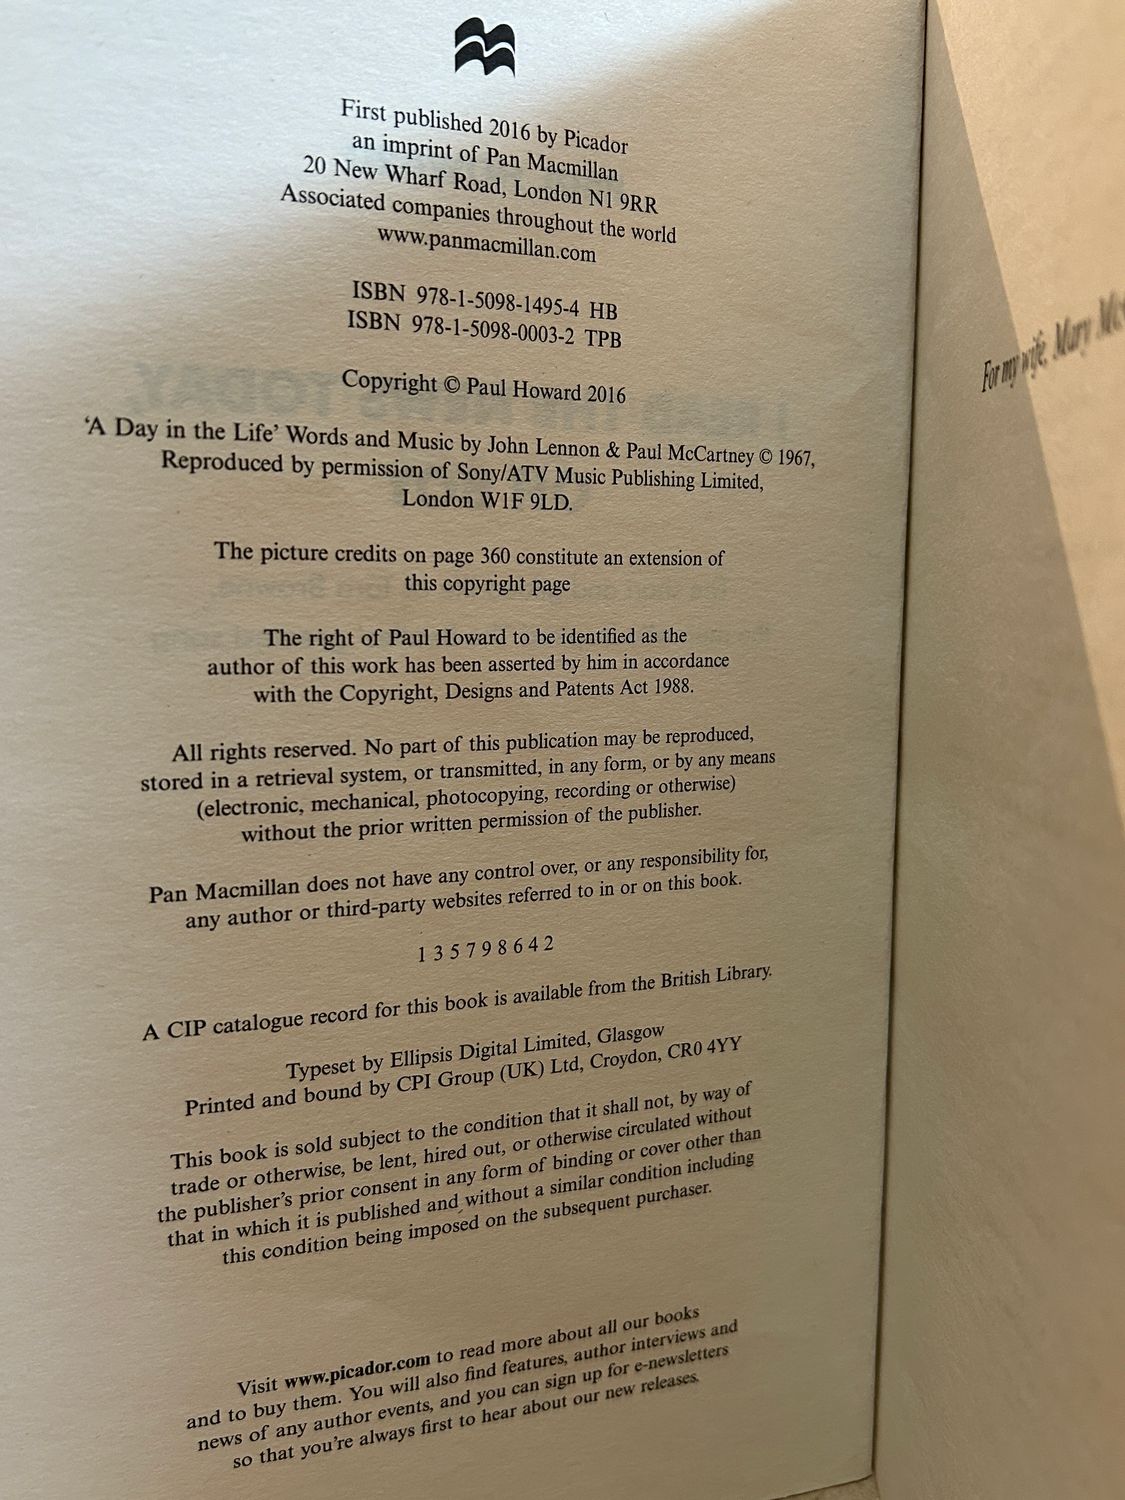 First published 2016 by Picador
an imprint of Pan Macmillan
20 New Wharf Road, London N1 9RR
Associated companies throughout the world
www.panmacmillan.com
ISBN 978-1-5098-1495-4 HB
ISBN 978-1-5098-0003-2 TPB
Copyright © Paul Howard 2016
‘A Day in the Life’ Words and Music by John Lennon & Paul McCartney © 1967,
Reproduced by permission of Sony/ATV Music Publishing Limited,
London W1F 9LD.
The picture credits on page 360 constitute an extension of
this copyright page
The right of Paul Howard to be identified as the
author of this work has been asserted by him in accordance
with the Copyright, Designs and Patents Act 1988.
All rights reserved. No part of this publication may be reproduced,
stored in a retrieval system, or transmitted, in any form, or by any means
(electronic, mechanical, photocopying, recording or otherwise)
without the prior written permission of the publisher.
Pan Macmillan does not have any control over, or any responsibility for,
any author or third-party websites referred to in or on this book.
1 3 5 7 9 8 6 4 2
A CIP catalogue record for this book is available from the British Library.
Typeset by Ellipsis Digital Limited, Glasgow
Printed and bound by CPI Group (UK) Ltd, Croydon, CR0 4YY
This book is sold subject to the condition that it shall not, by way of
trade or otherwise, be lent, hired out, or otherwise circulated without
the publisher’s prior consent in any form of binding or cover other than
that in which it is published and without a similar condition including
this condition being imposed on the subsequent purchaser.
Visit www.picador.com to read more about all our books
and to buy them. You will also find features, author interviews and
news of any author events, and you can sign up for e-newsletters
so that you’re always first to hear about our new releases.
For my wife, Mary